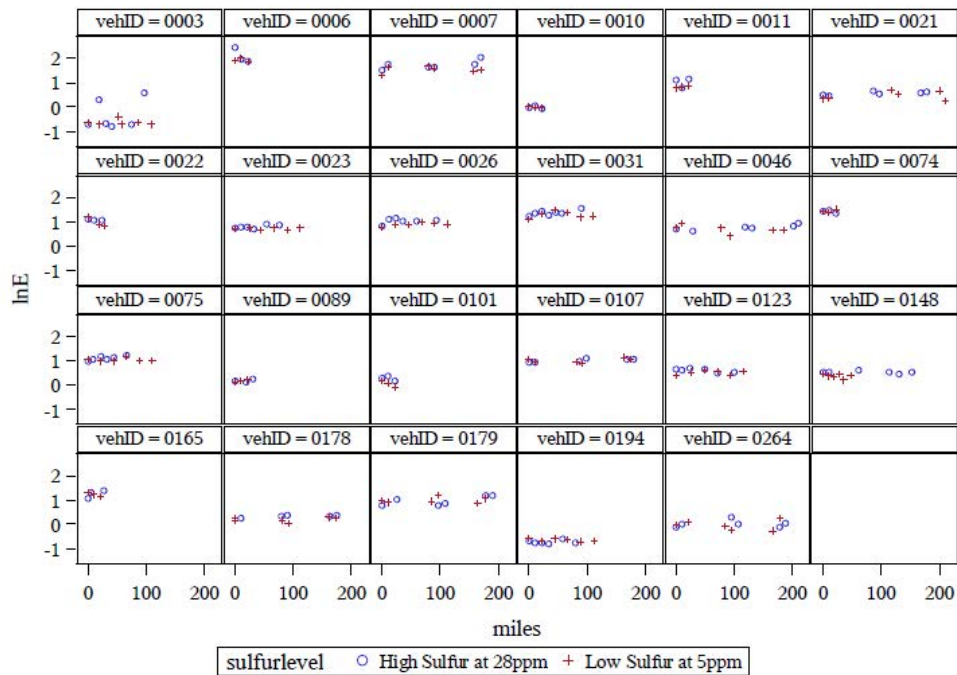 vehID = 0003 vehID = 0006 vehID = 0007 vehID = 0010 vehID = 0011 vehID = 0021
2
1
0
-1
vehID = 0022 vehID = 0023 vehID = 0026 vehID = 0031 vehID = 0046 vehID = 0074
2
1
0
-1
lnE
vehID = 0075 vehID = 0089 vehID = 0101 vehID = 0107 vehID = 0123 vehID = 0148
2
1
0
-1
vehID = 0165 vehID = 0178 vehID = 0179 vehID = 0194 vehID = 0264
2
1
0
-1
0 100 200 0 100 200 0 100 200 0 100 200 0 100 200 0 100 200
miles
sulfurlevel High Sulfur at 28ppm Low Sulfur at 5ppm